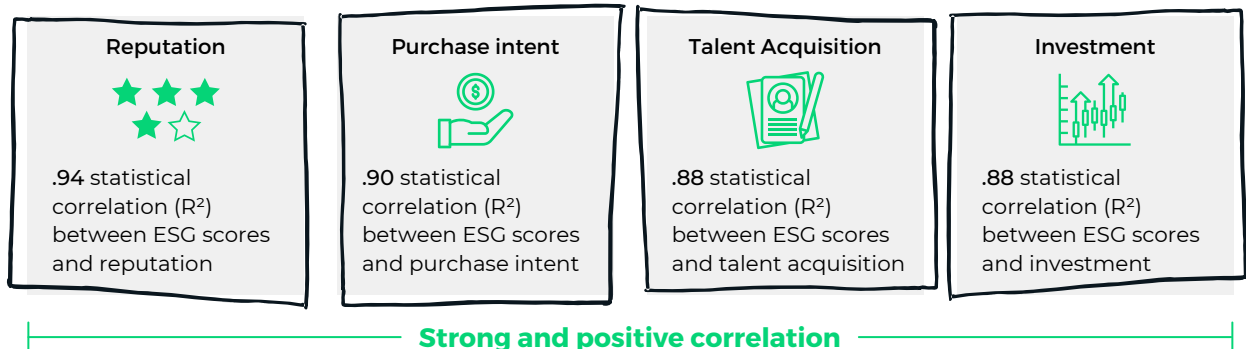 Reputation
.94 statistical
correlation (R²)
between ESG scores
and reputation
Purchase intent
$
.90 statistical
correlation (R²)
between ESG scores
and purchase intent
Talent Acquisition
.88 statistical
correlation (R²)
between ESG scores
and talent acquisition
Investment
.88 statistical
correlation (R²)
between ESG scores
and investment
Strong and positive correlation